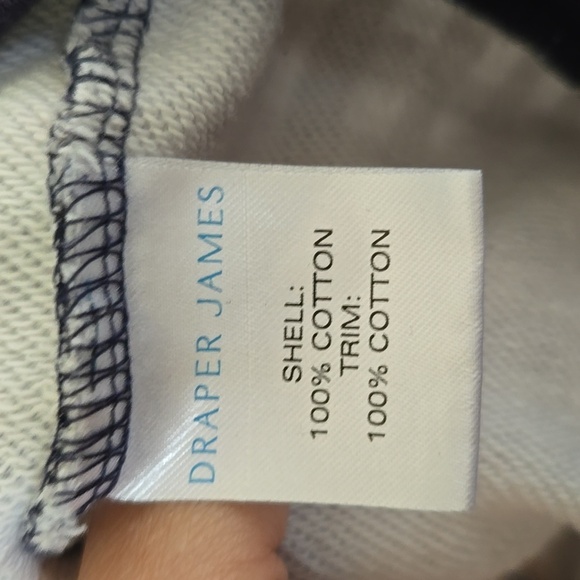 DRAPER JAMES
SHELL:
100% COTTON
TRIM:
100% COTTON